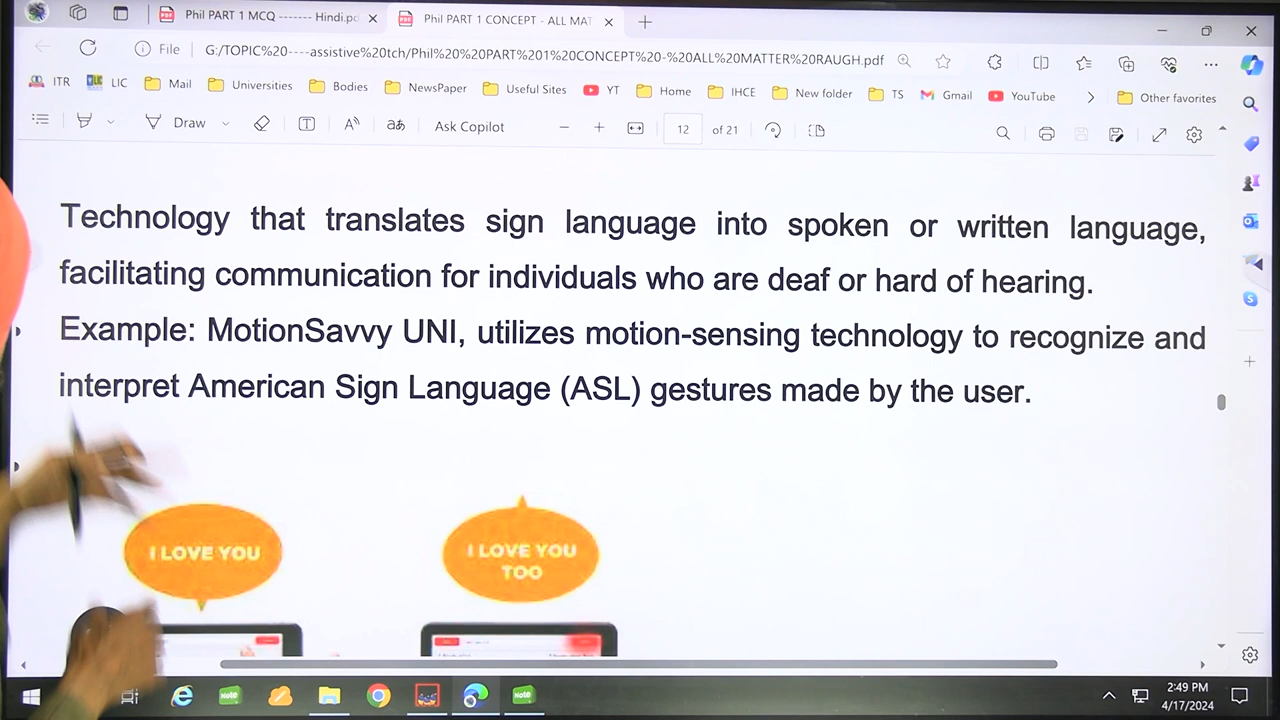 Phil PART 1 MCQ ------- Hindi.pd
Phil PART 1 CONCEPT - ALL MAT
File G:/TOPIC%20----assistive%20tch/Phil%20%20PART%201%20CONCEPT%20-%20ALL%20MATTER%20RAUGH.pdf
ITR LIC Mail Universities Bodies NewsPaper Useful Sites YT Home IHCE New folder TS Gmail YouTube Other favorites
Draw Ask Copilot 12 of 21
Technology that translates sign language into spoken or written language,
facilitating communication for individuals who are deaf or hard of hearing.
Example: MotionSavvy UNI, utilizes motion-sensing technology to recognize and
interpret American Sign Language (ASL) gestures made by the user.
I LOVE YOU
I LOVE YOU
TOO
Note Note
2:49 PM
4/17/2024